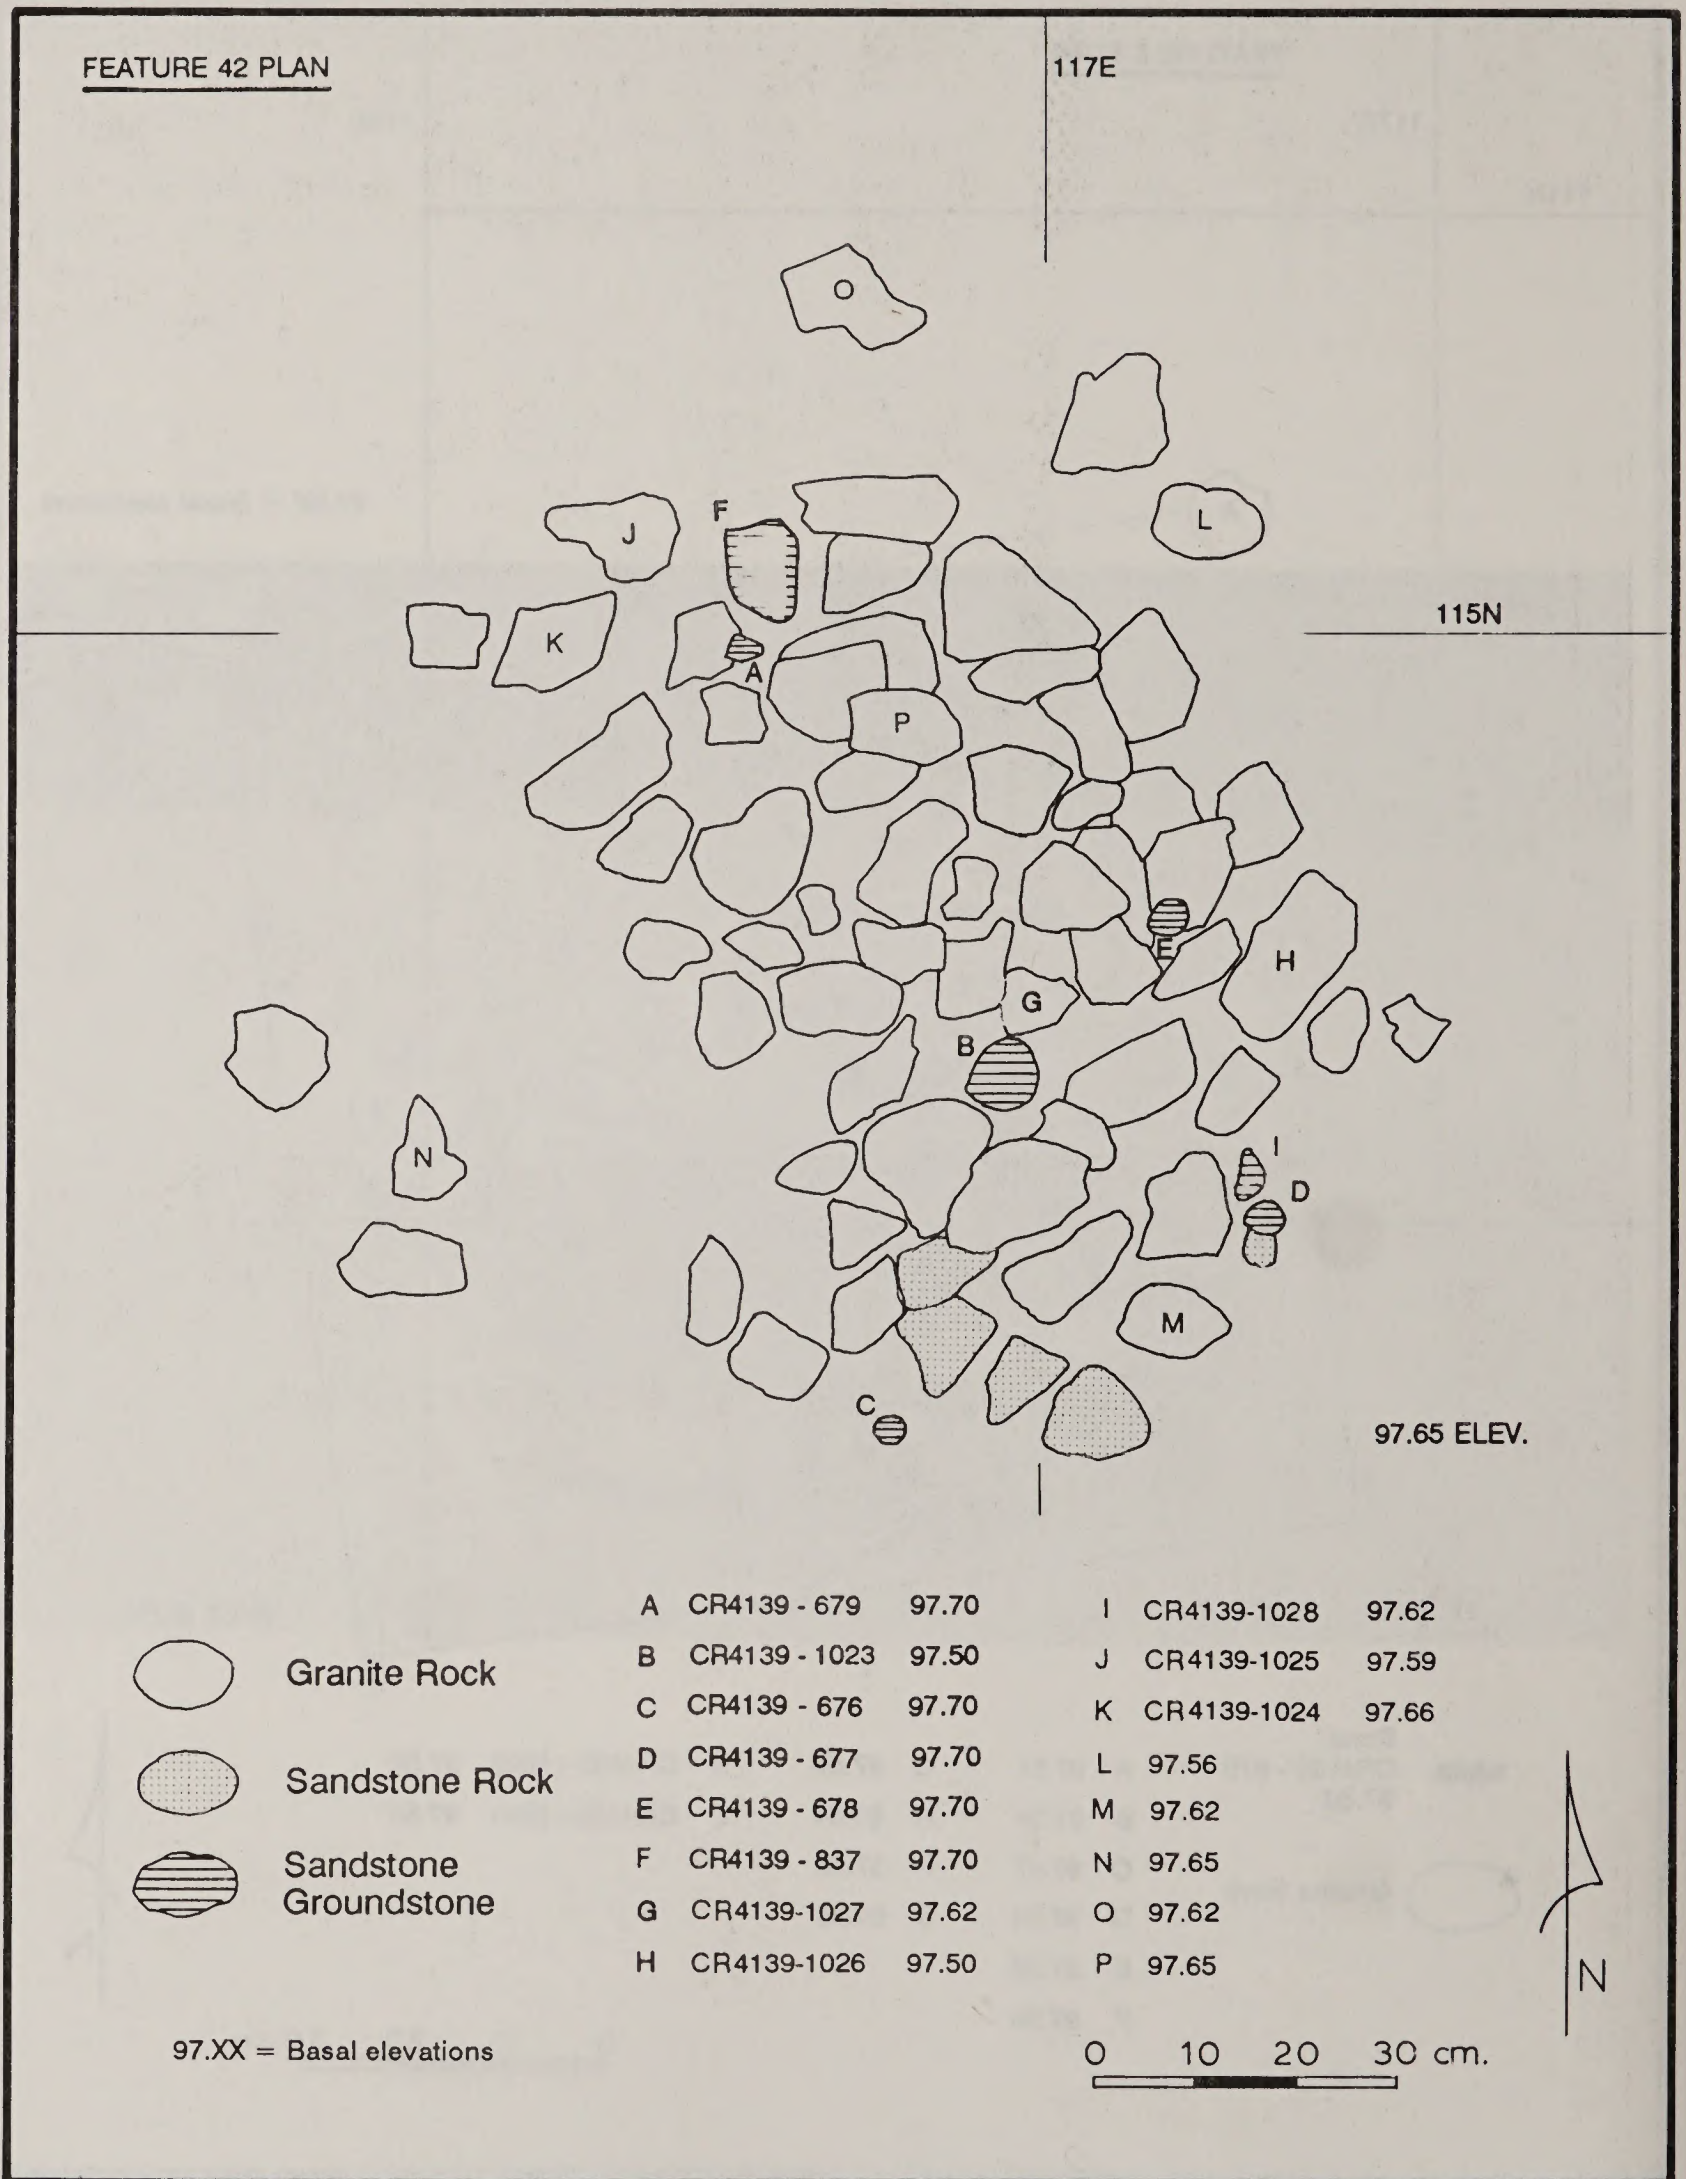 FEATURE 42 PLAN
117E
O
L
F
J
115N
K
A
P
E
H
G
B
N
I
D
M
C
97.65 ELEV.
Granite Rock
Sandstone Rock
Sandstone
Groundstone
A CR4139 - 679 97.70
B CR4139 - 1023 97.50
C CR4139 - 676 97.70
D CR4139 - 677 97.70
E CR4139 - 678 97.70
F CR4139 - 837 97.70
G CR4139-1027 97.62
H CR4139-1026 97.50
I CR4139-1028 97.62
J CR4139-1025 97.59
K CR4139-1024 97.66
L 97.56
M 97.62
N 97.65
O 97.62
P 97.65
N
97.XX = Basal elevations
0 10 20 30 cm.